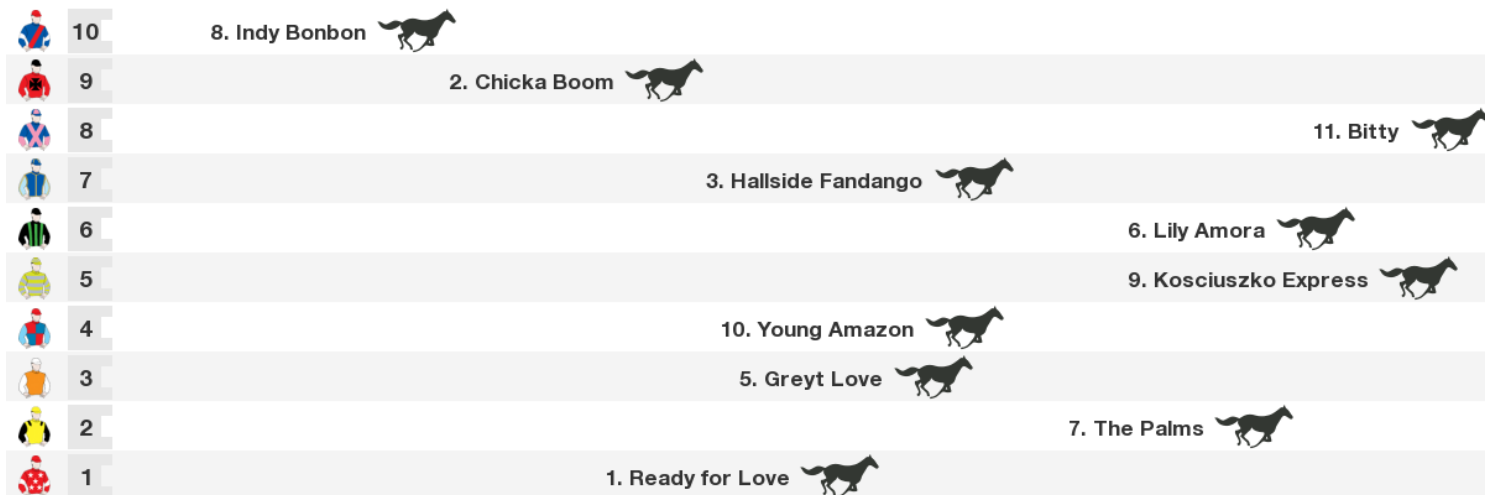 10 8. Indy Bonbon
9 2. Chicka Boom
8 11. Bitty
7 3. Hallside Fandango
6 6. Lily Amora
5 9. Kosciuszko Express
4 10. Young Amazon
3 5. Greyt Love
2 7. The Palms
1 1. Ready for Love